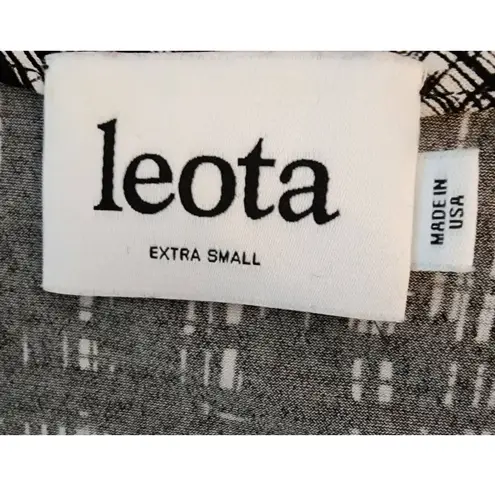 leota
EXTRA SMALL
MADE IN
USA